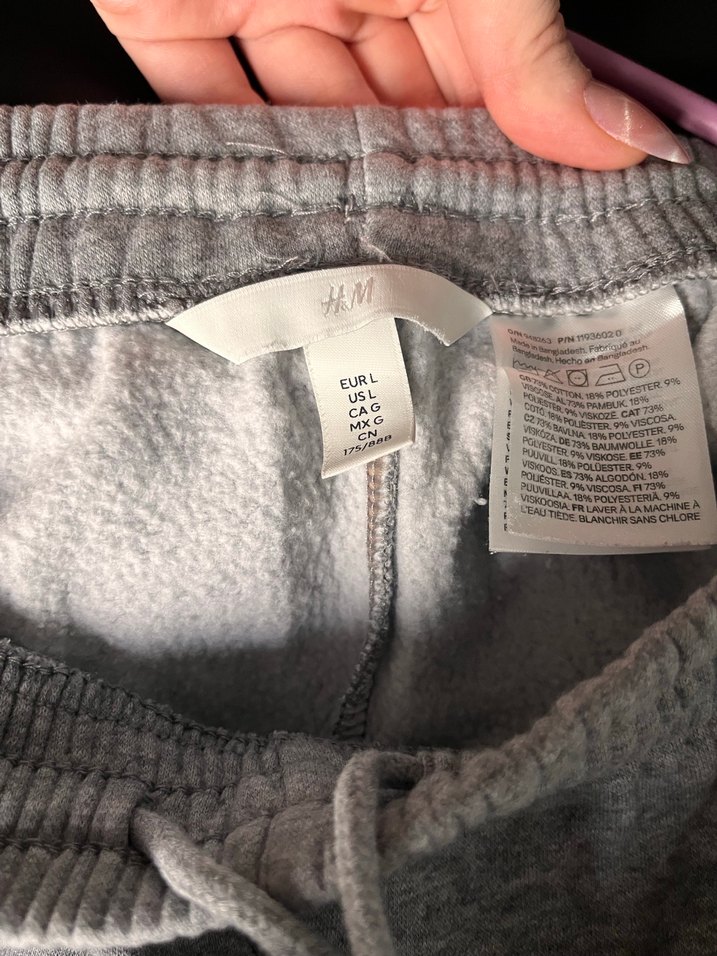 H&M
EUR L
US L
CA G
MX G
CN
175/88B
P/N 1193602 0
Made in Bangladesh. Fabriqué au
Bangladesh. Hecho en Bangladesh.
GB 73% COTTON. 18% POLYESTER. 9%
VISCOSE. AL 73% PAMBUK. 18%
POLIESTER. 9% VISKOZË. CAT 73%
COTÓ. 18% POLIÈSTER. 9% VISCOSA.
CZ 73% BAVLNA. 18% POLYESTER. 9%
VISKÓZA. DE 73% BAUMWOLLE. 18%
POLYESTER. 9% VISKOSE. EE 73%
PUUVILL. 18% POLÜESTER. 9%
VISKOOS. ES 73% ALGODÓN. 18%
POLIÉSTER. 9% VISCOSA. FI 73%
PUUVILLAA. 18% POLYESTERIÄ. 9%
VISKOOSIA. FR LAVER À LA MACHINE À
L'EAU TIÈDE. BLANCHIR SANS CHLORE